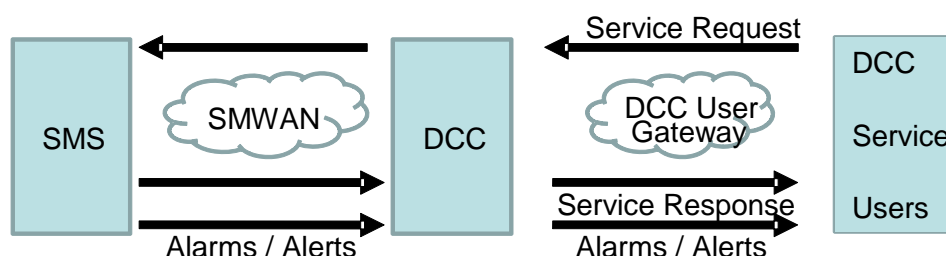 Service Request
SMS
SMWAN
DCC
DCC User
Gateway
DCC
Service
Users
Service Response
Alarms / Alerts
Alarms / Alerts